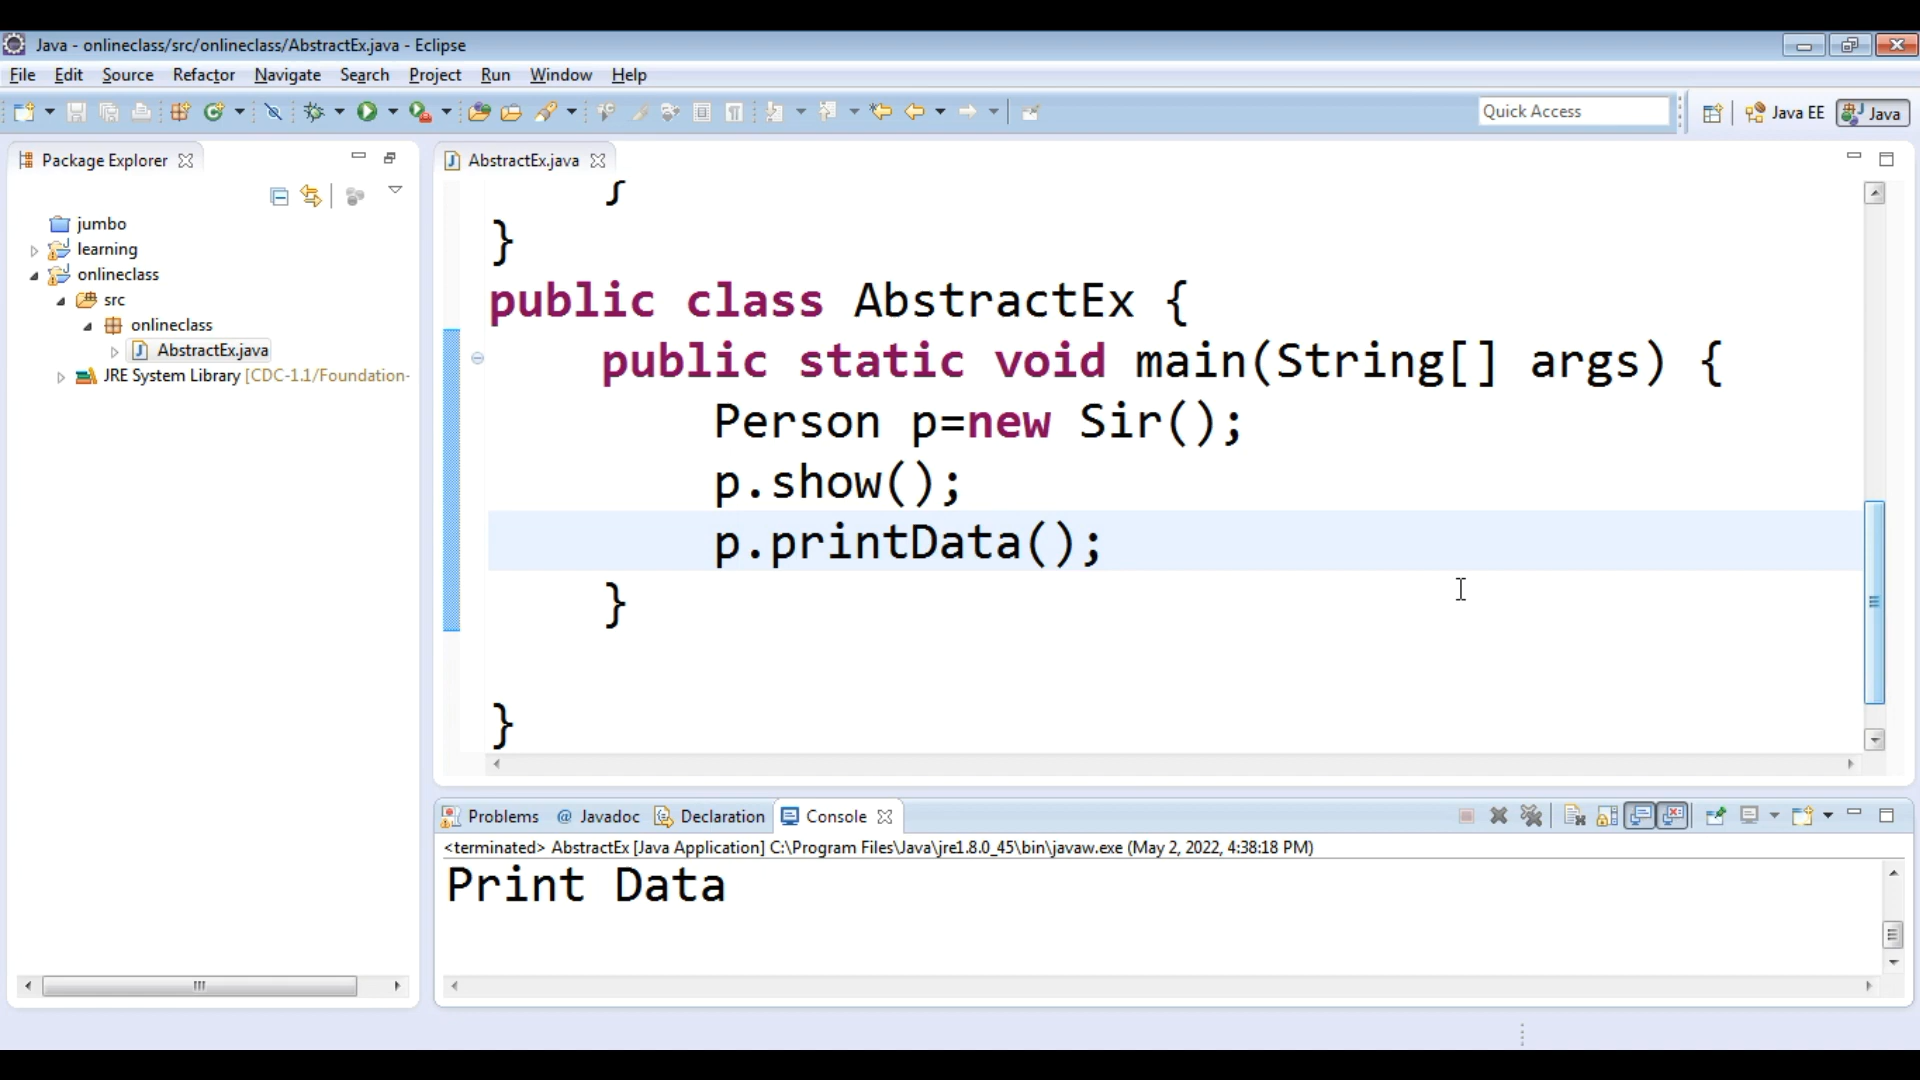 Java - onlineclass/src/onlineclass/AbstractEx.java - Eclipse
File Edit Source Refactor Navigate Search Project Run Window Help
Quick Access
Java EE
Java
Package Explorer
jumbo
learning
onlineclass
src
onlineclass
AbstractEx.java
JRE System Library [CDC-1.1/Foundation-
AbstractEx.java
}
}
public class AbstractEx {
public static void main(String[] args) {
Person p=new Sir();
p.show();
p.printData();
}
}
Problems @ Javadoc Declaration Console
<terminated> AbstractEx [Java Application] C:\Program Files\Java\jre1.8.0_45\bin\javaw.exe (May 2, 2022, 4:38:18 PM)
Print Data